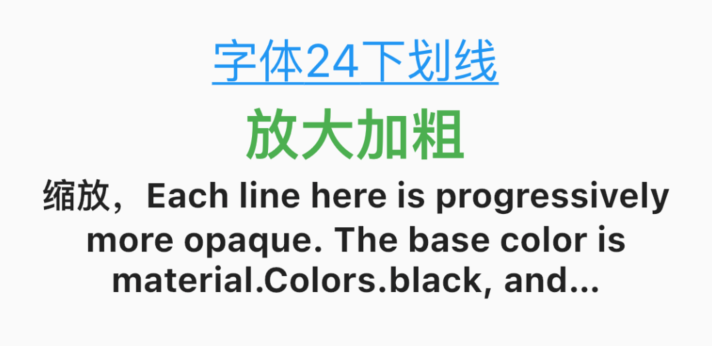 字体24下划线
放大加粗
缩放，Each line here is progressively
more opaque. The base color is
material.Colors.black, and...